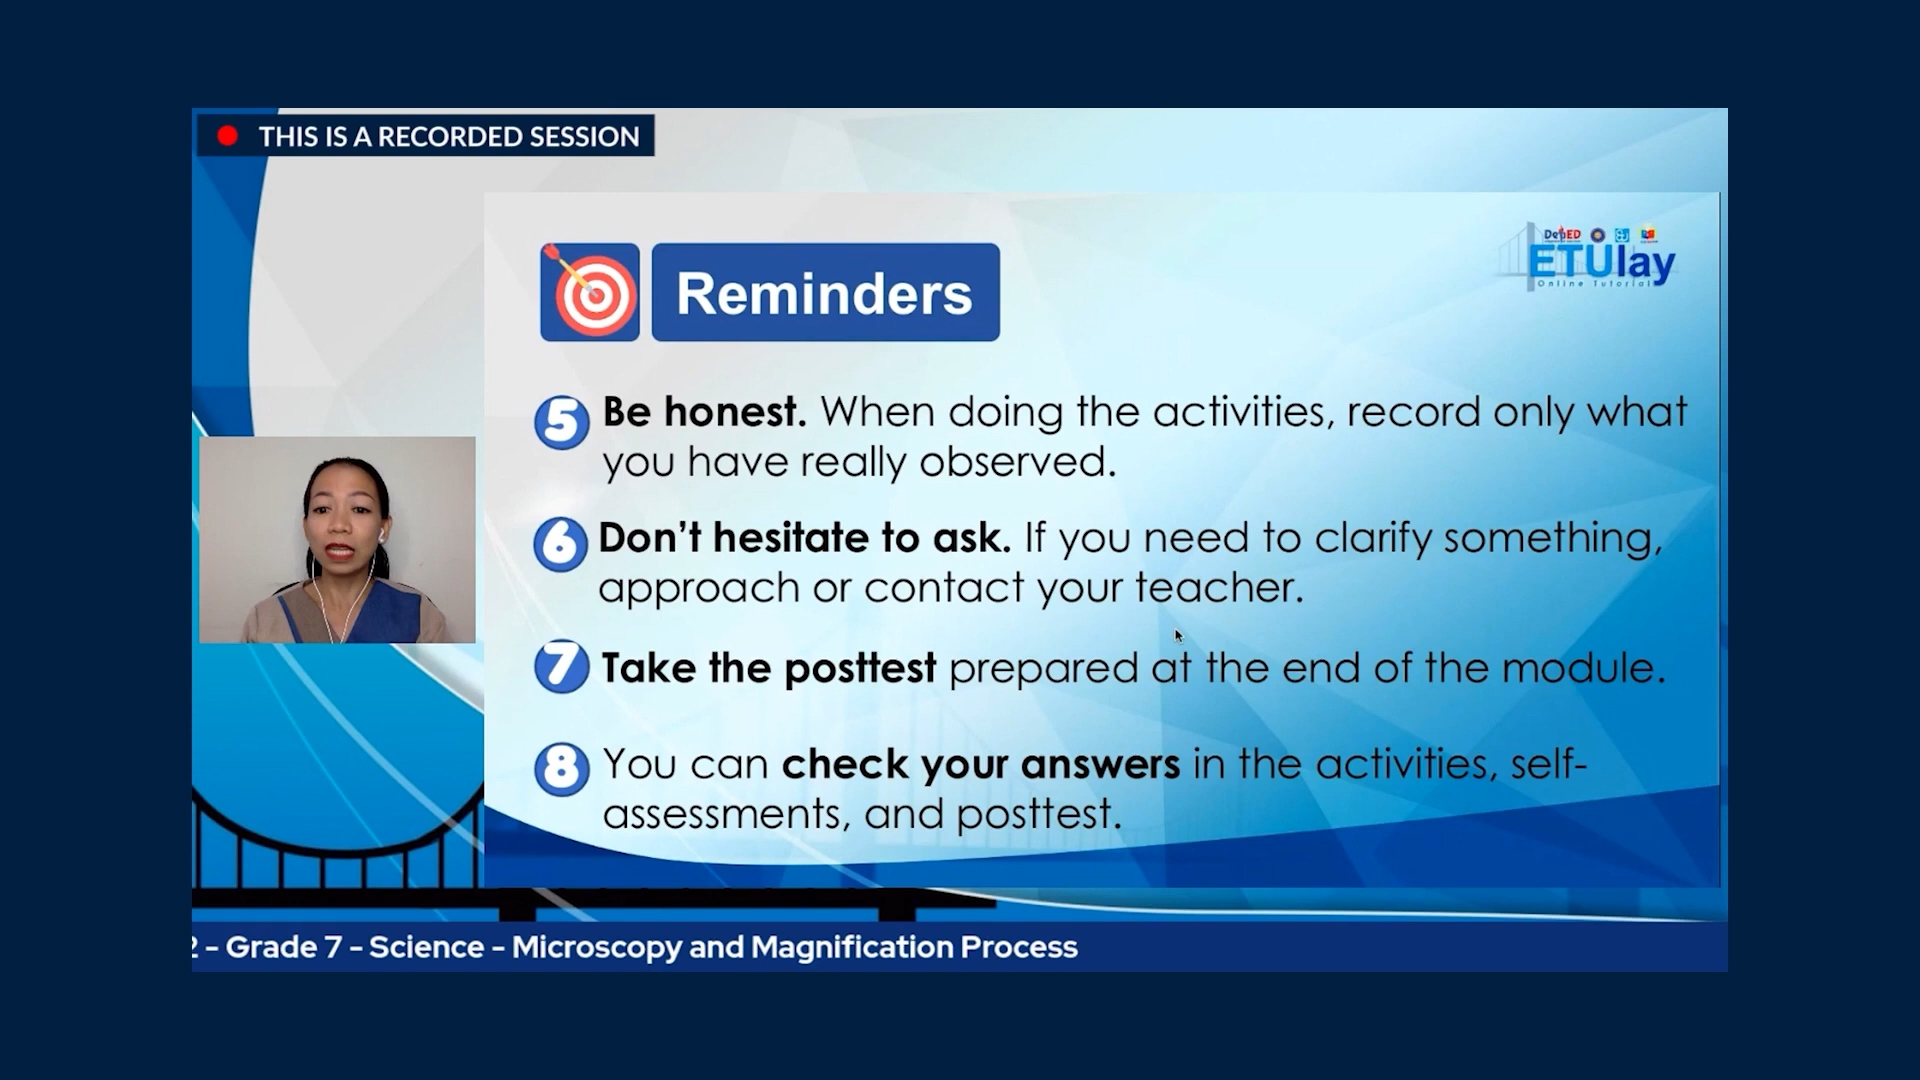 THIS IS A RECORDED SESSION
DepED
ETUlay
Online Tutorial
Reminders
5 Be honest. When doing the activities, record only what
you have really observed.
6 Don't hesitate to ask. If you need to clarify something,
approach or contact your teacher.
7 Take the posttest prepared at the end of the module.
8 You can check your answers in the activities, self-
assessments, and posttest.
- Grade 7 - Science - Microscopy and Magnification Process